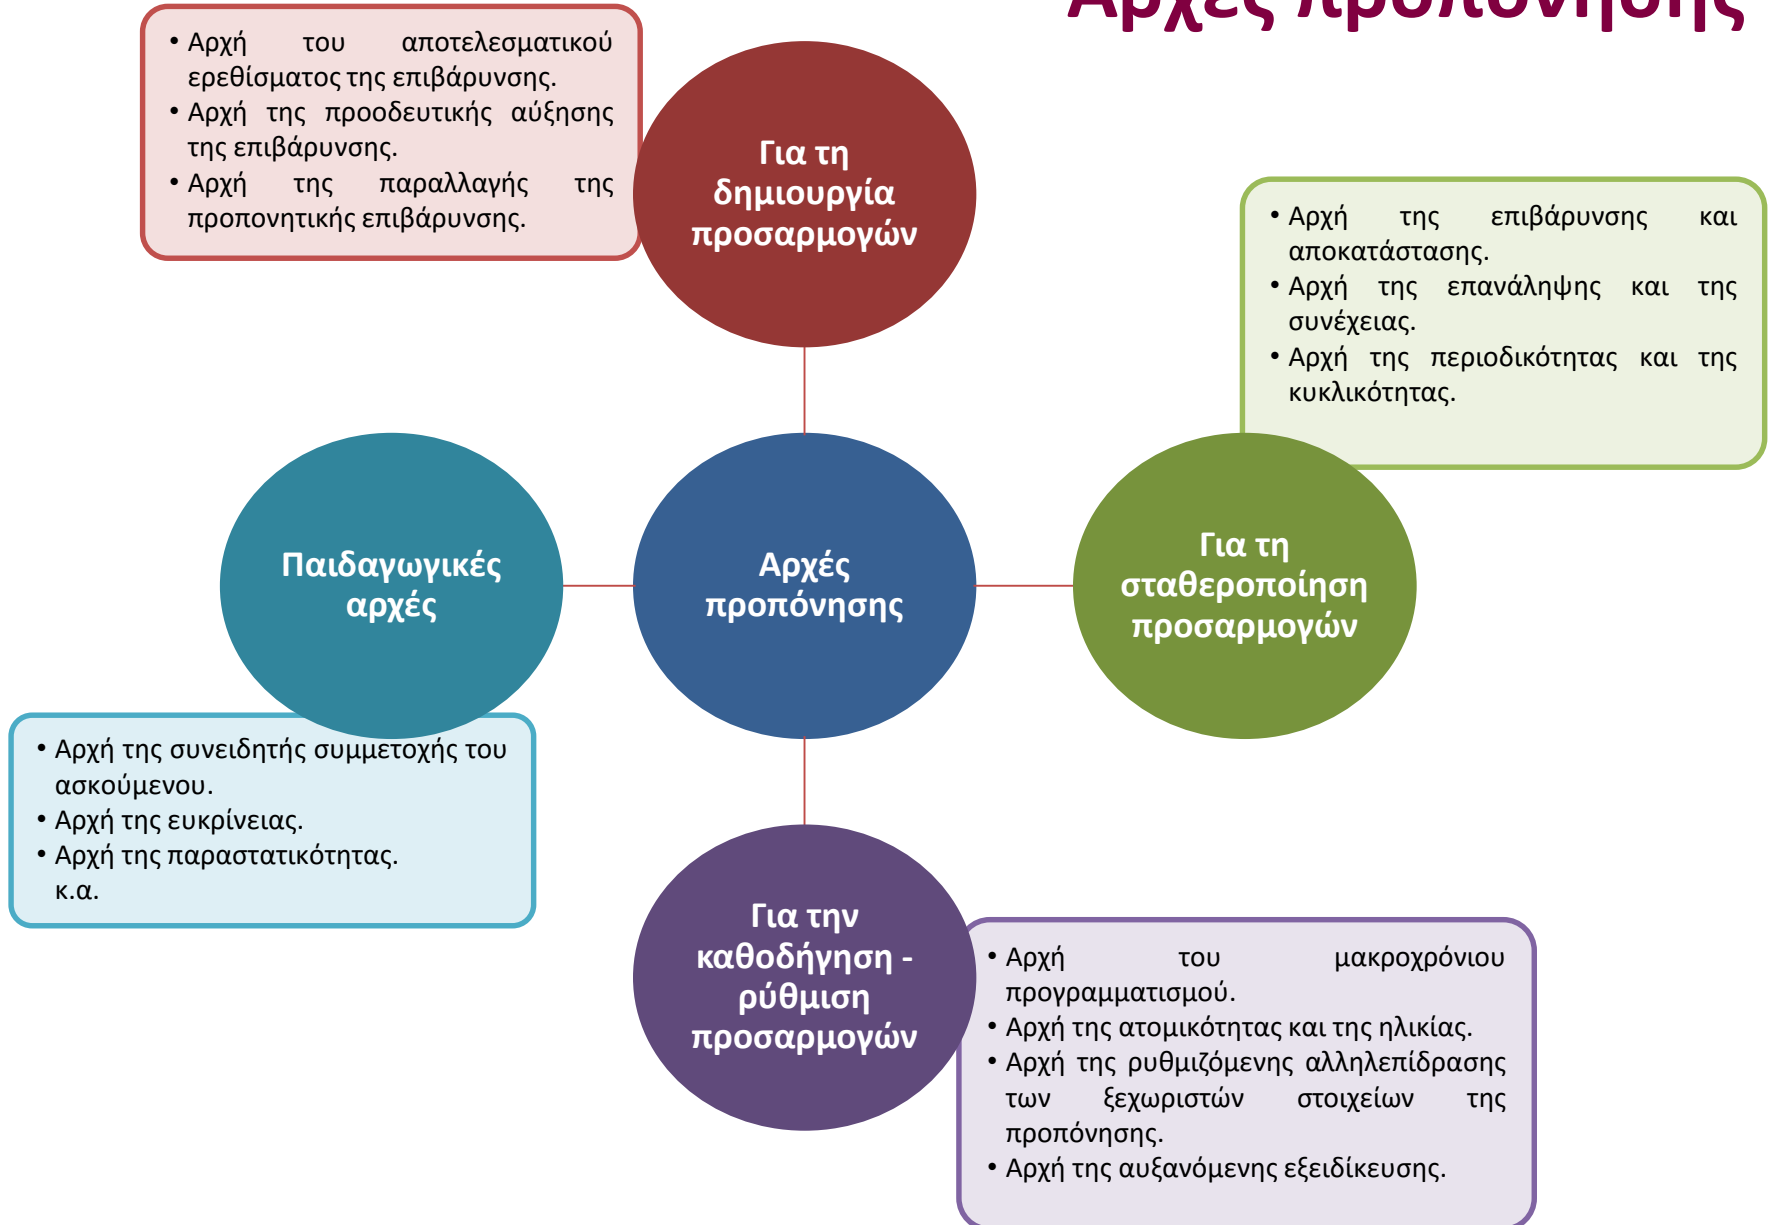 Αρχές προπόνησης
• Αρχή του αποτελεσματικού
ερεθίσματος της επιβάρυνσης.
• Αρχή της προοδευτικής αύξησης
της επιβάρυνσης.
• Αρχή της παραλλαγής της
προπονητικής επιβάρυνσης.
Για τη
δημιουργία
προσαρμογών
• Αρχή της επιβάρυνσης και
αποκατάστασης.
• Αρχή της επανάληψης και της
συνέχειας.
• Αρχή της περιοδικότητας και της
κυκλικότητας.
Για τη
σταθεροποίηση
προσαρμογών
Αρχές
προπόνησης
Παιδαγωγικές
αρχές
• Αρχή της συνειδητής συμμετοχής του
ασκούμενου.
• Αρχή της ευκρίνειας.
• Αρχή της παραστατικότητας.
κ.α.
Για την
καθοδήγηση -
ρύθμιση
προσαρμογών
• Αρχή του μακροχρόνιου
προγραμματισμού.
• Αρχή της ατομικότητας και της ηλικίας.
• Αρχή της ρυθμιζόμενης αλληλεπίδρασης
των ξεχωριστών στοιχείων της
προπόνησης.
• Αρχή της αυξανόμενης εξειδίκευσης.